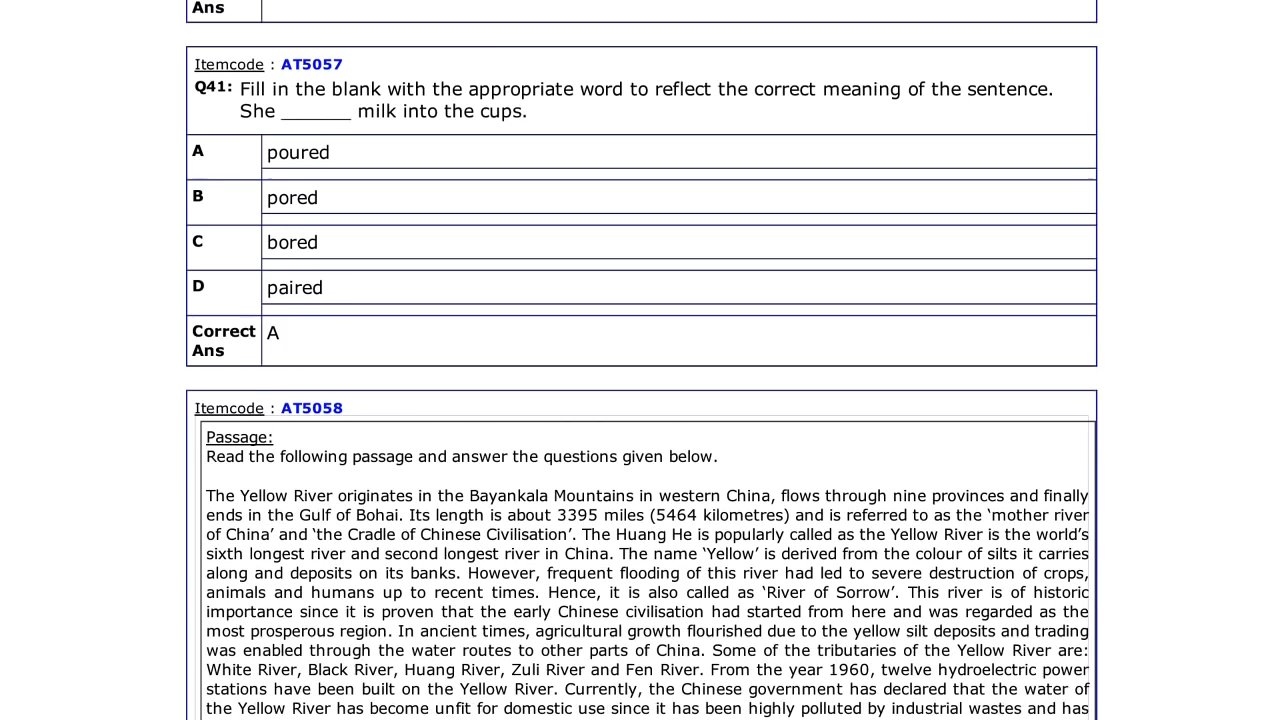 Ans
Itemcode : AT5057
Q41: Fill in the blank with the appropriate word to reflect the correct meaning of the sentence.
She _______ milk into the cups.
A poured
B pored
C bored
D paired
Correct A
Ans
Itemcode : AT5058
Passage:
Read the following passage and answer the questions given below.
The Yellow River originates in the Bayankala Mountains in western China, flows through nine provinces and finally
ends in the Gulf of Bohai. Its length is about 3395 miles (5464 kilometres) and is referred to as the ‘mother river
of China’ and ‘the Cradle of Chinese Civilisation’. The Huang He is popularly called as the Yellow River is the world’s
sixth longest river and second longest river in China. The name ‘Yellow’ is derived from the colour of silts it carries
along and deposits on its banks. However, frequent flooding of this river had led to severe destruction of crops,
animals and humans up to recent times. Hence, it is also called as ‘River of Sorrow’. This river is of historic
importance since it is proven that the early Chinese civilisation had started from here and was regarded as the
most prosperous region. In ancient times, agricultural growth flourished due to the yellow silt deposits and trading
was enabled through the water routes to other parts of China. Some of the tributaries of the Yellow River are:
White River, Black River, Huang River, Zuli River and Fen River. From the year 1960, twelve hydroelectric power
stations have been built on the Yellow River. Currently, the Chinese government has declared that the water of
the Yellow River has become unfit for domestic use since it has been highly polluted by industrial wastes and has